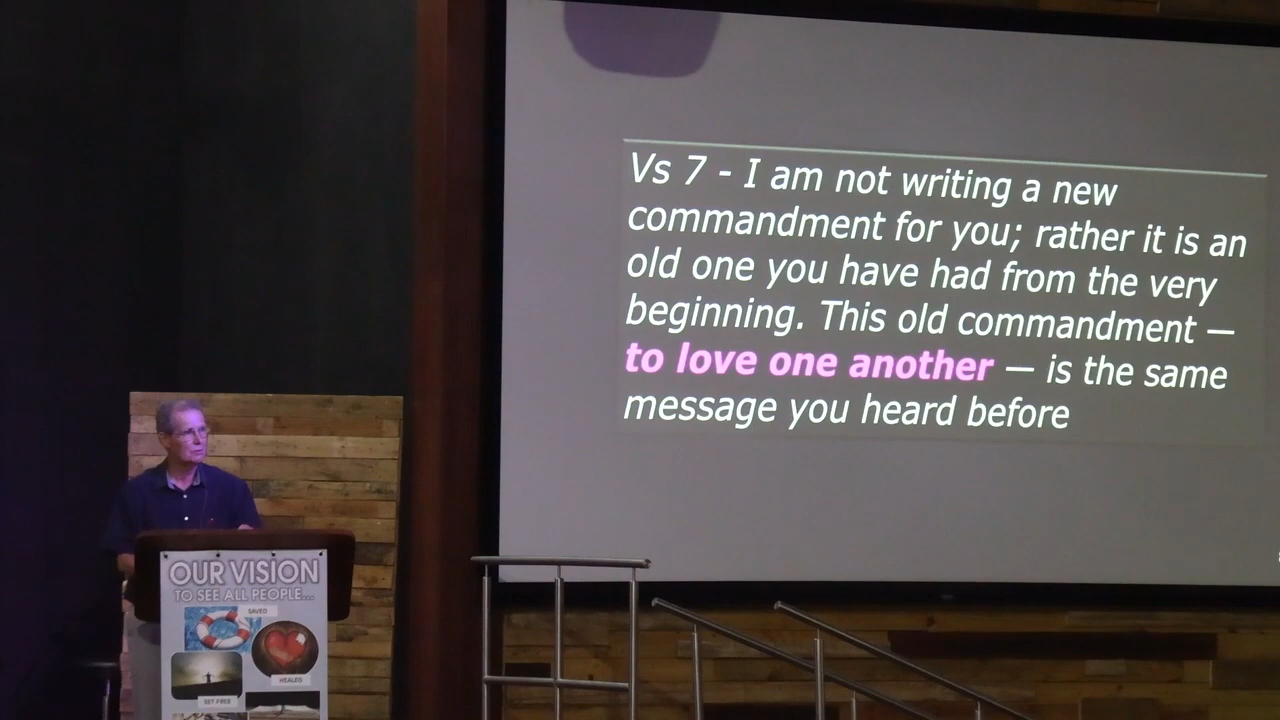 Vs 7 - I am not writing a new
commandment for you; rather it is an
old one you have had from the very
beginning. This old commandment —
to love one another — is the same
message you heard before
OUR VISION
TO SEE ALL PEOPLE...
SAVED
HEALED
SET FREE